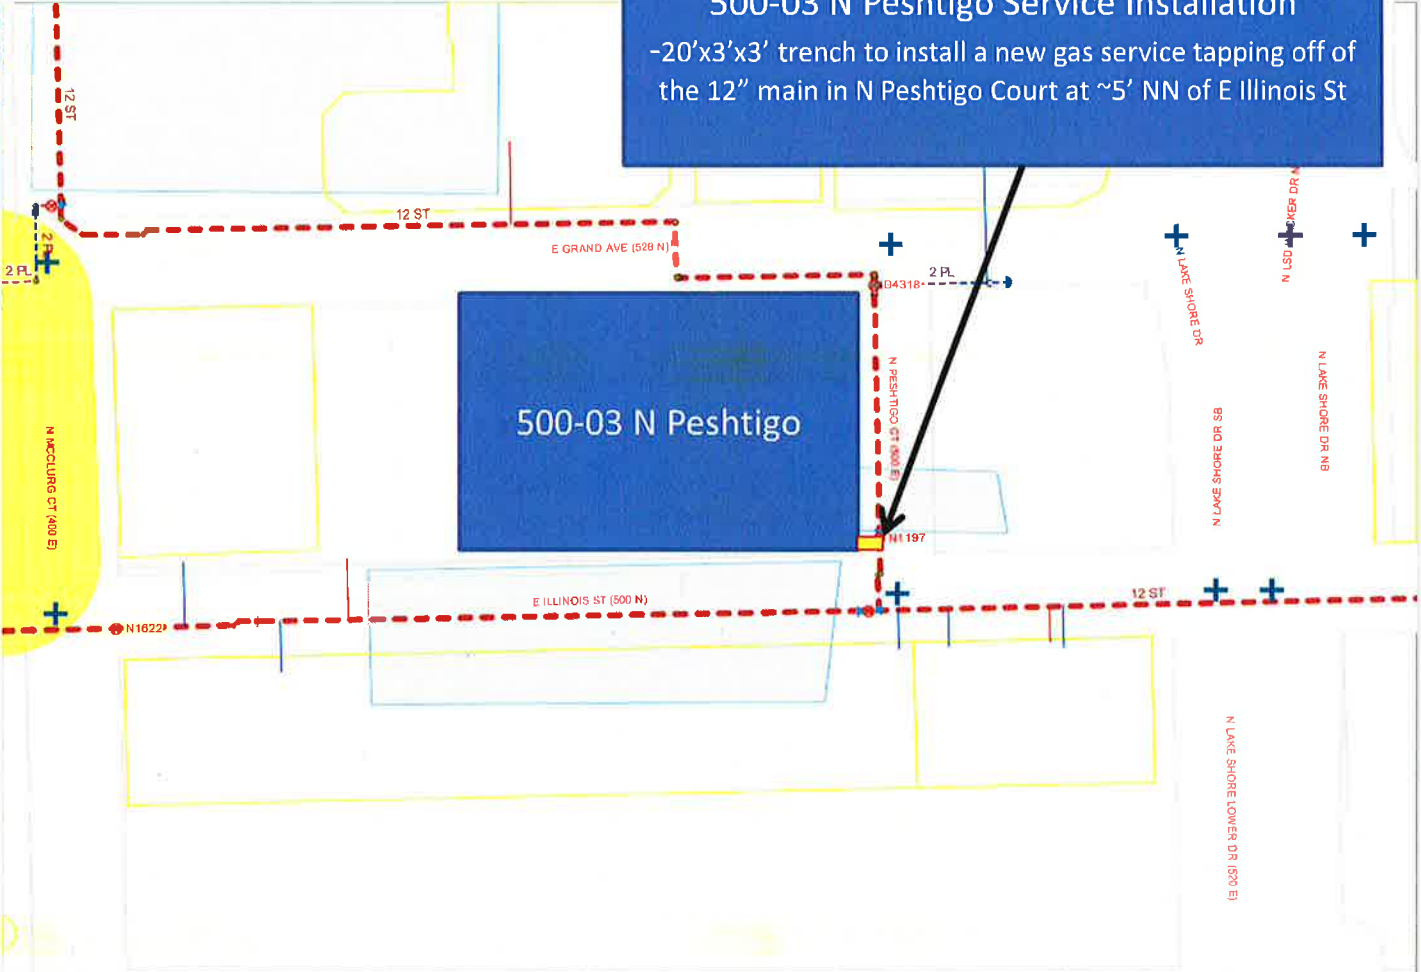 500-03 N Peshtigo Service Installation
-20’x3’x3’ trench to install a new gas service tapping off of
the 12” main in N Peshtigo Court at ~5’ NN of E Illinois St
12 ST
12 ST
E GRAND AVE (528 N)
2 PL
2 PL
D4318
N LAKE SHORE DR
N LSD
N LAKE SHORE DR NB
N LAKE SHORE DR SB
N PESHTIGO CT (500 E)
500-03 N Peshtigo
N MCCLURG CT (400 E)
N1197
E ILLINOIS ST (500 N)
12 ST
N1622
N LAKE SHORE LOWER DR (520 E)